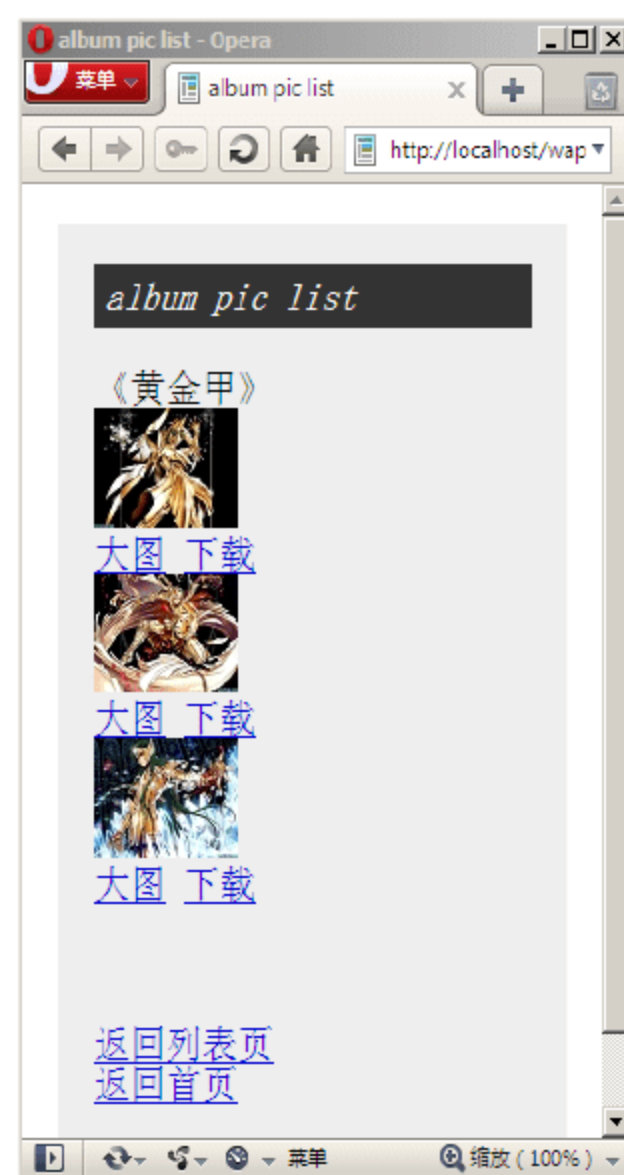 album pic list - Opera
菜单
album pic list
http://localhost/wap
album pic list
《黄金甲》
大图 下载
大图 下载
大图 下载
返回列表页
返回首页
菜单
缩放 (100%)